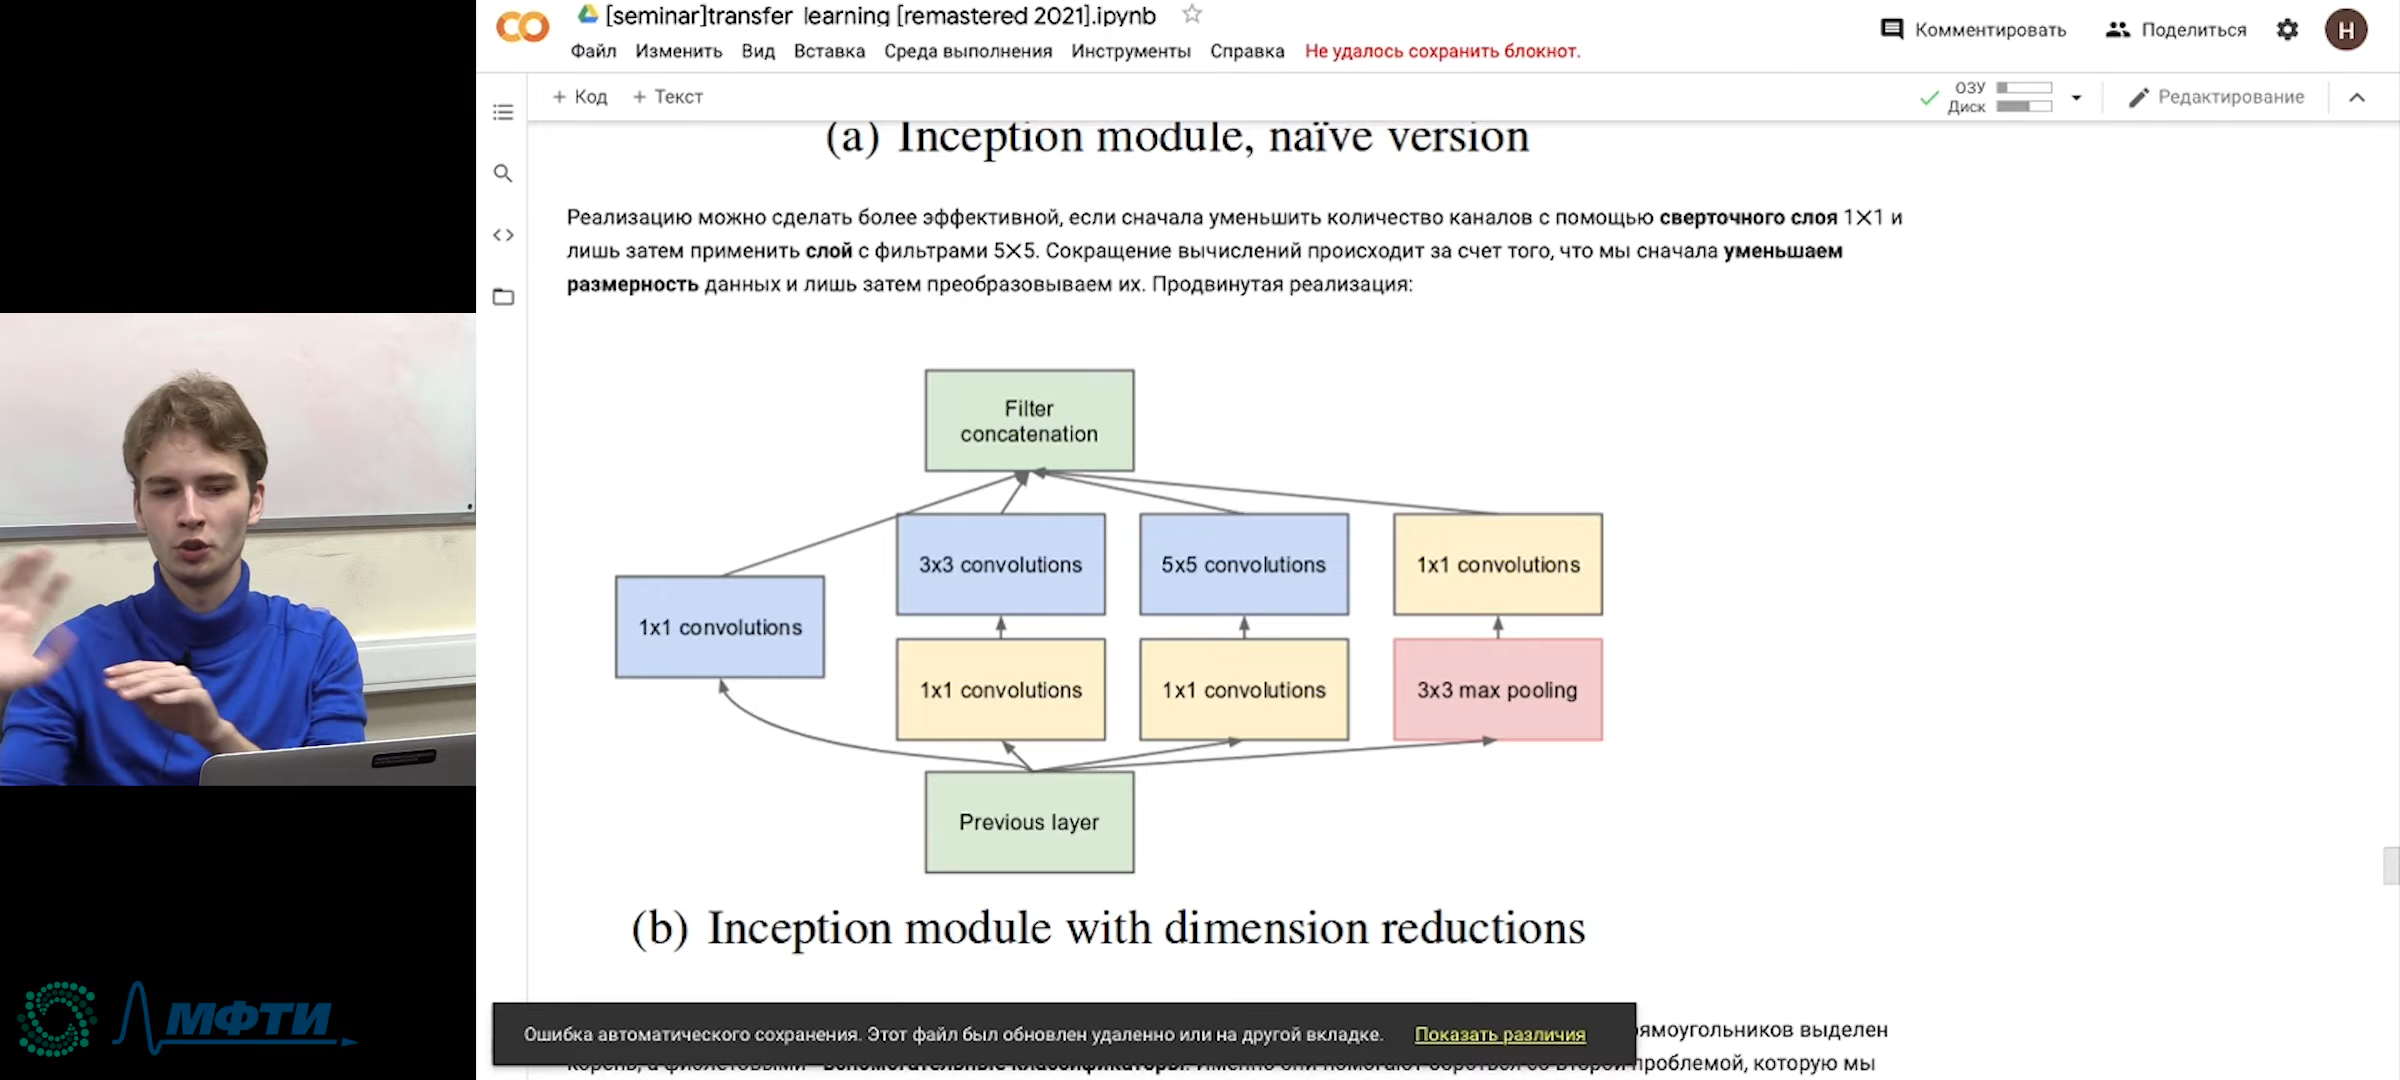 [seminar]transfer learning [remastered 2021].ipynb
Файл Изменить Вид Вставка Среда выполнения Инструменты Справка Не удалось сохранить блокнот.
Комментировать Поделиться Н
+ Код + Текст
ОЗУ
Диск
Редактирование
(a) Inception module, naïve version
Реализацию можно сделать более эффективной, если сначала уменьшить количество каналов с помощью сверточного слоя 1×1 и
лишь затем применить слой с фильтрами 5×5. Сокращение вычислений происходит за счет того, что мы сначала уменьшаем
размерность данных и лишь затем преобразовываем их. Продвинутая реализация:
Filter
concatenation
3x3 convolutions
5x5 convolutions
1x1 convolutions
1x1 convolutions
1x1 convolutions
1x1 convolutions
3x3 max pooling
Previous layer
(b) Inception module with dimension reductions
Ошибка автоматического сохранения. Этот файл был обновлен удаленно или на другой вкладке. Показать различия
ямоугольников выделен
проблемой, которую мы
МФТИ